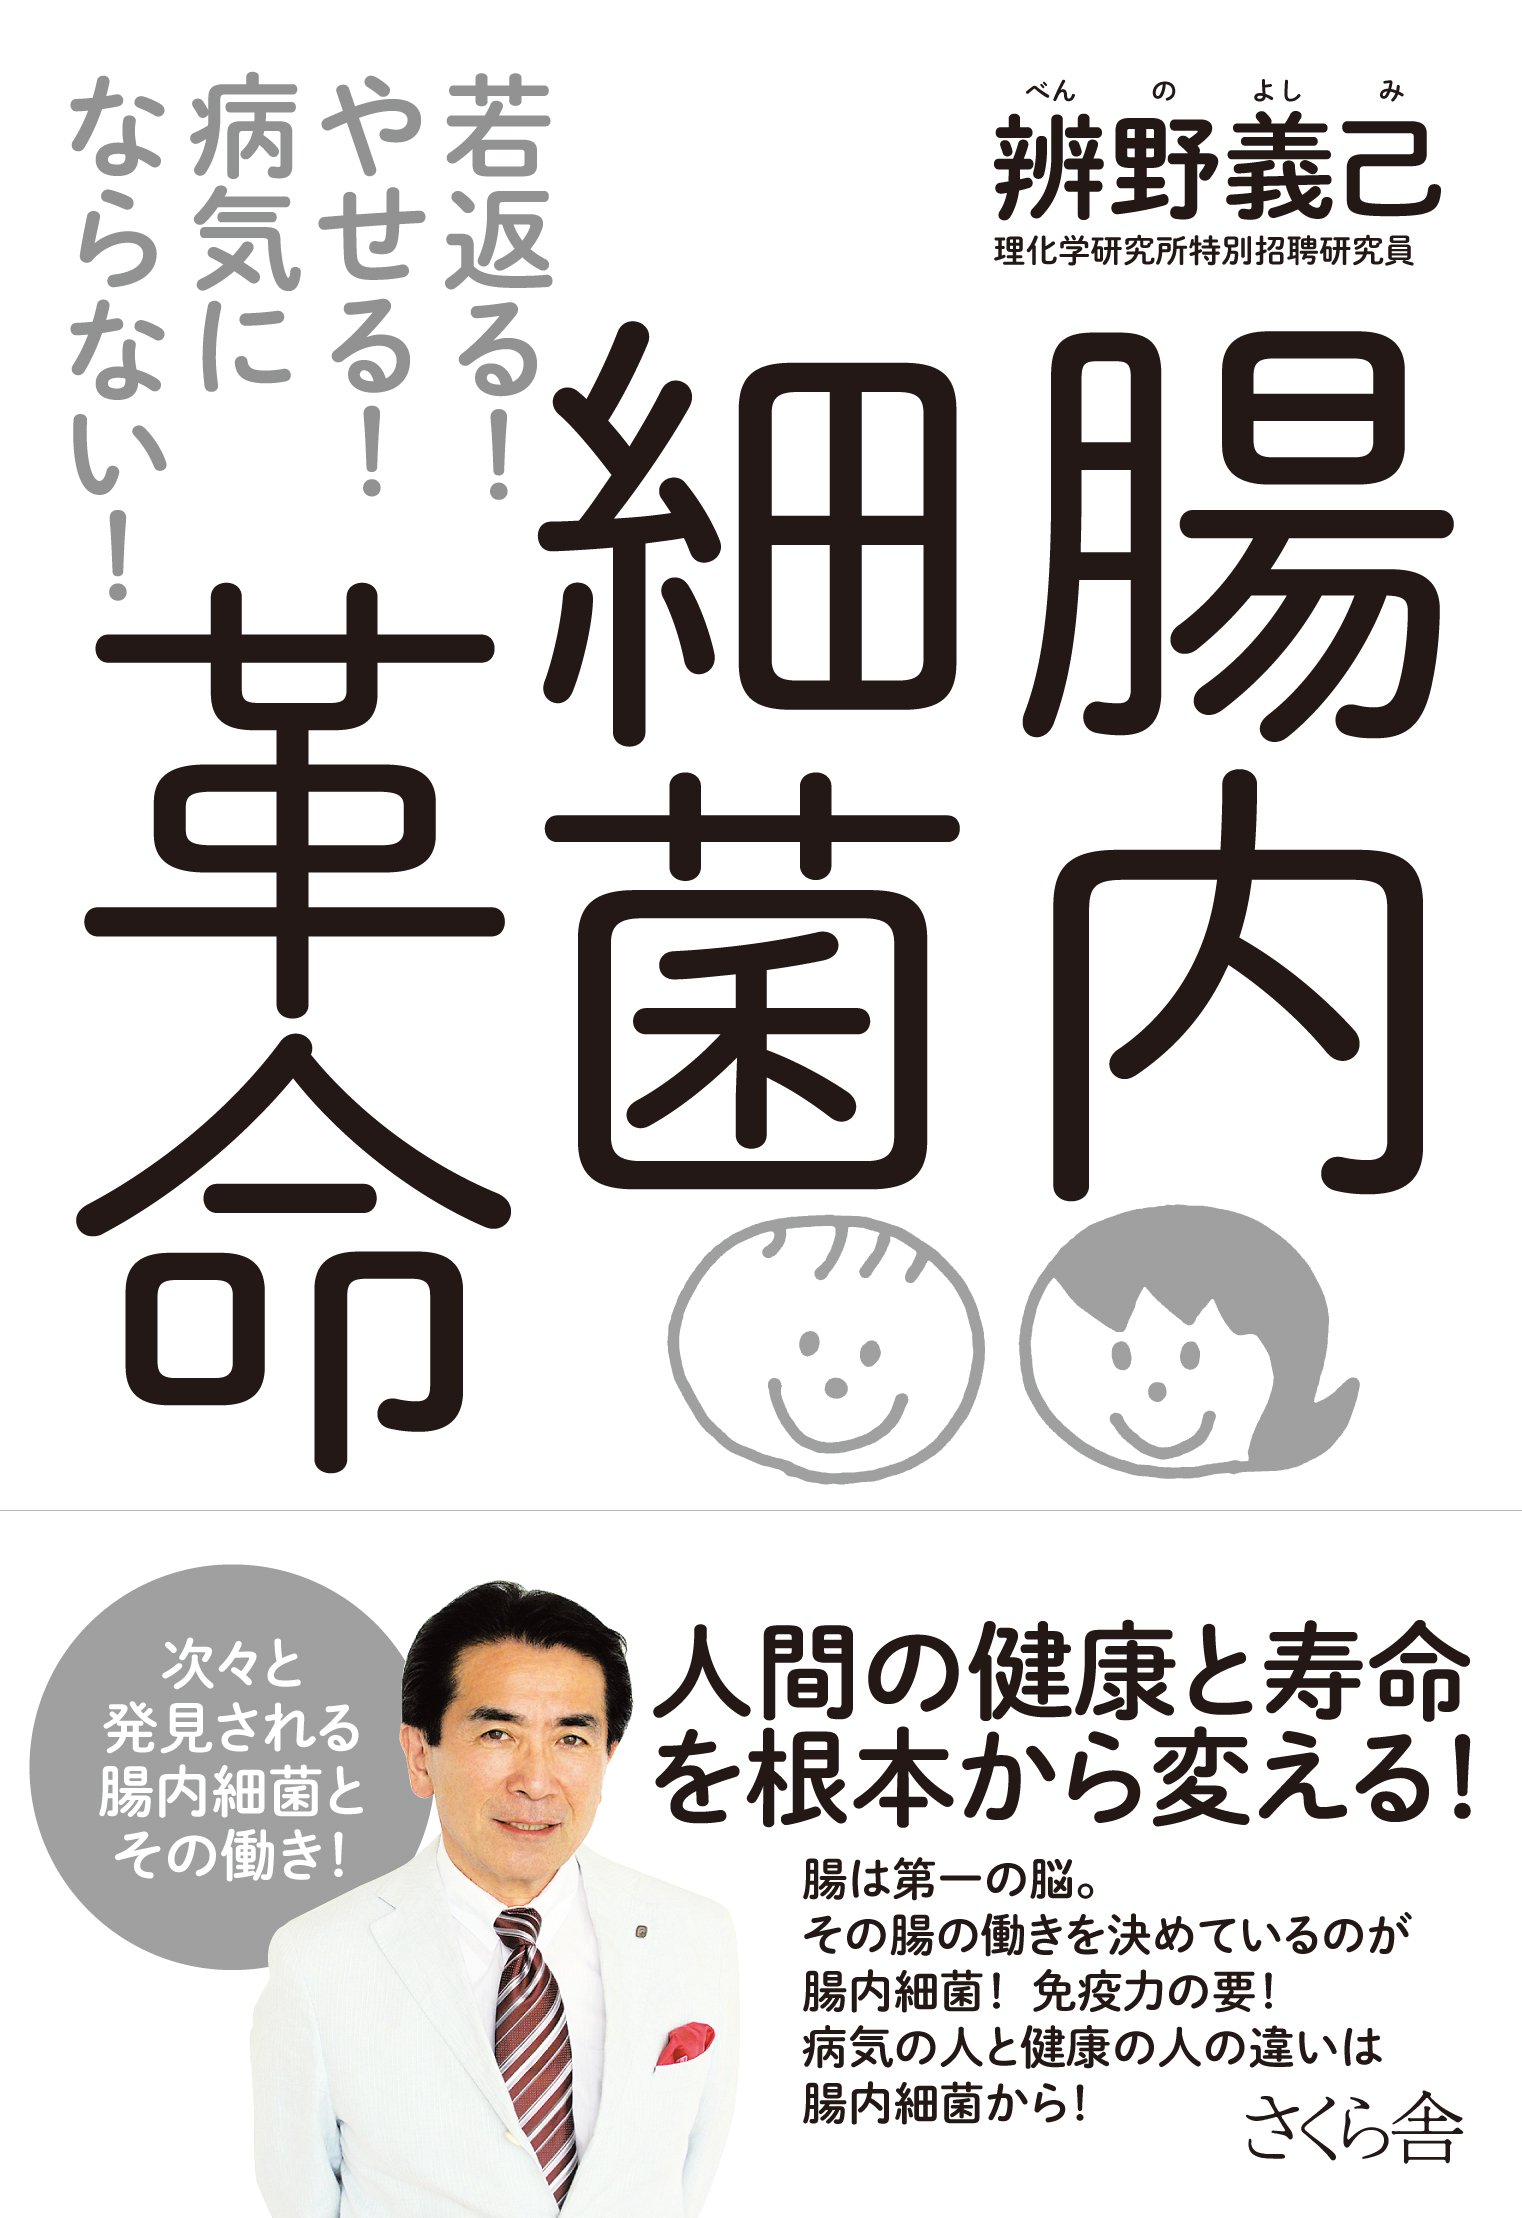 べんのよしみ
辨野義己
理化学研究所特別招聘研究員
腸内
細菌
革命
若返る！
やせる！
病気に
ならない！
次々と
発見される
腸内細菌と
その働き！
人間の健康と寿命
を根本から変える！
腸は第一の脳。
その腸の働きを決めているのが
腸内細菌！ 免疫力の要！
病気の人と健康の人の違いは
腸内細菌から！
さくら舎